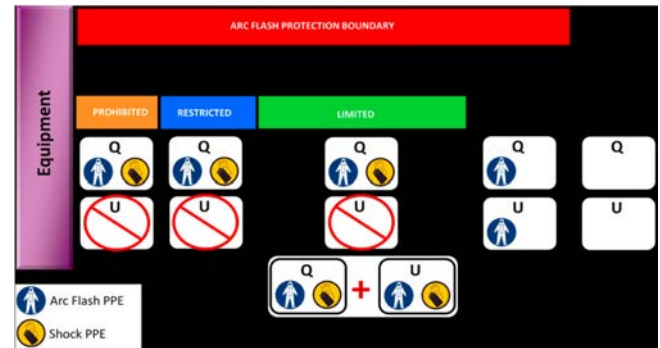 ARC FLASH PROTECTION BOUNDARY
Equipment
PROHIBITED RESTRICTED LIMITED
Q Q Q Q Q
U U U U U
Q + U
Arc Flash PPE
Shock PPE